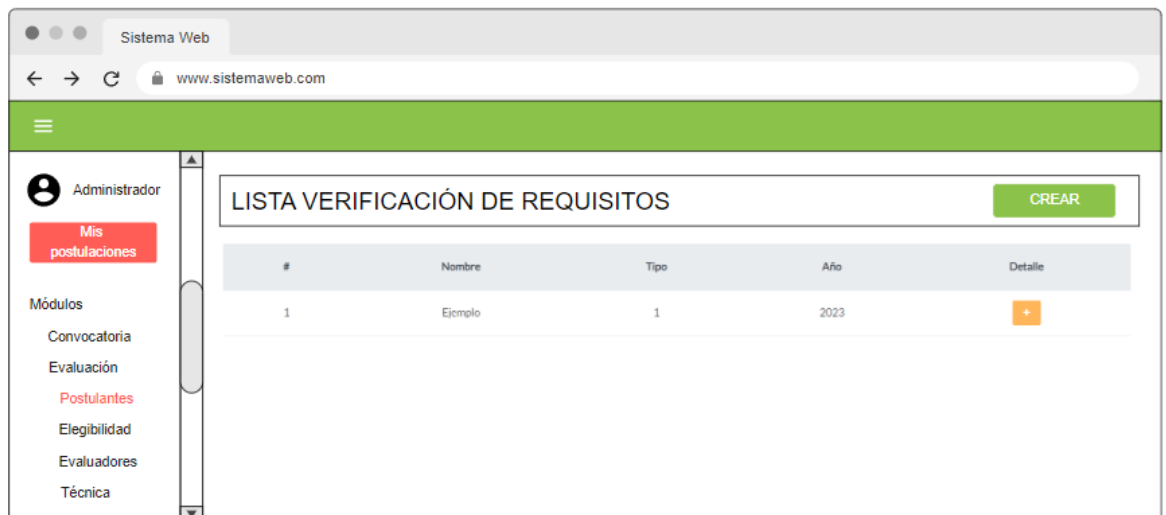 Sistema Web
www.sistemaweb.com
Administrador
Mis
postulaciones
Módulos
Convocatoria
Evaluación
Postulantes
Elegibilidad
Evaluadores
Técnica
LISTA VERIFICACIÓN DE REQUISITOS
CREAR
# Nombre Tipo Año Detalle
1 Ejemplo 1 2023 +